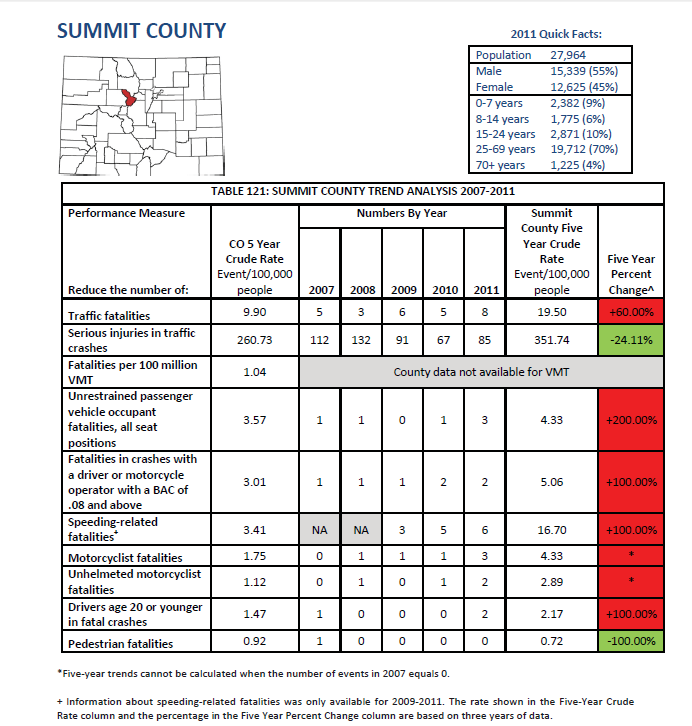 SUMMIT COUNTY
2011 Quick Facts:
Population 27,964
Male 15,339 (55%)
Female 12,625 (45%)
0-7 years 2,382 (9%)
8-14 years 1,775 (6%)
15-24 years 2,871 (10%)
25-69 years 19,712 (70%)
70+ years 1,225 (4%)
TABLE 121: SUMMIT COUNTY TREND ANALYSIS 2007-2011
Performance Measure
Reduce the number of:
CO 5 Year
Crude Rate
Event/100,000
people
Numbers By Year
2007 2008 2009 2010 2011
Summit
County Five
Year Crude
Rate
Event/100,000
people
Five Year
Percent
Change^
Traffic fatalities 9.90 5 3 6 5 8 19.50 +60.00%
Serious injuries in traffic
crashes 260.73 112 132 91 67 85 351.74 -24.11%
Fatalities per 100 million
VMT 1.04 County data not available for VMT
Unrestrained passenger
vehicle occupant
fatalities, all seat
positions 3.57 1 1 0 1 3 4.33 +200.00%
Fatalities in crashes with
a driver or motorcycle
operator with a BAC of
.08 and above 3.01 1 1 1 2 2 5.06 +100.00%
Speeding-related
fatalities+ 3.41 NA NA 3 5 6 16.70 +100.00%
Motorcyclist fatalities 1.75 0 1 1 1 3 4.33 *
Unhelmeted motorcyclist
fatalities 1.12 0 1 0 1 2 2.89 *
Drivers age 20 or younger
in fatal crashes 1.47 1 0 0 0 2 2.17 +100.00%
Pedestrian fatalities 0.92 1 0 0 0 0 0.72 -100.00%
*Five-year trends cannot be calculated when the number of events in 2007 equals 0.
+ Information about speeding-related fatalities was only available for 2009-2011. The rate shown in the Five-Year Crude
Rate column and the percentage in the Five Year Percent Change column are based on three years of data.